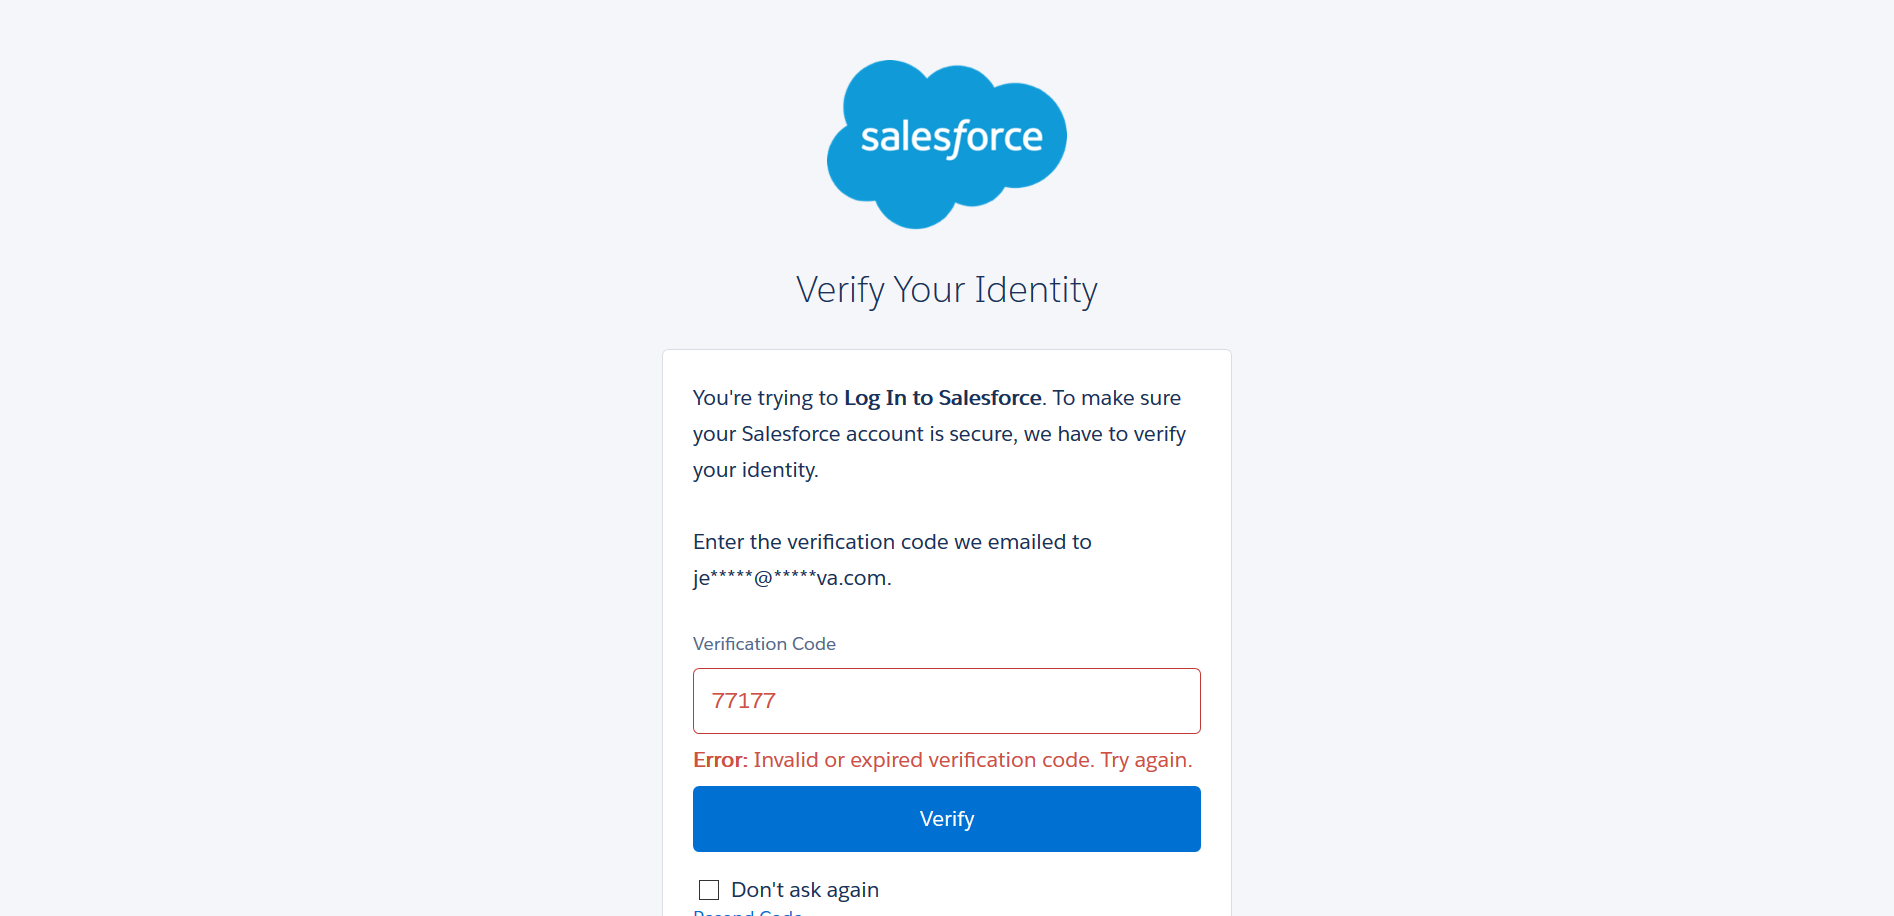 salesforce
Verify Your Identity
You're trying to Log In to Salesforce. To make sure
your Salesforce account is secure, we have to verify
your identity.
Enter the verification code we emailed to
je*****@*****va.com.
Verification Code
77177
Error: Invalid or expired verification code. Try again.
Verify
Don't ask again
Resend Code